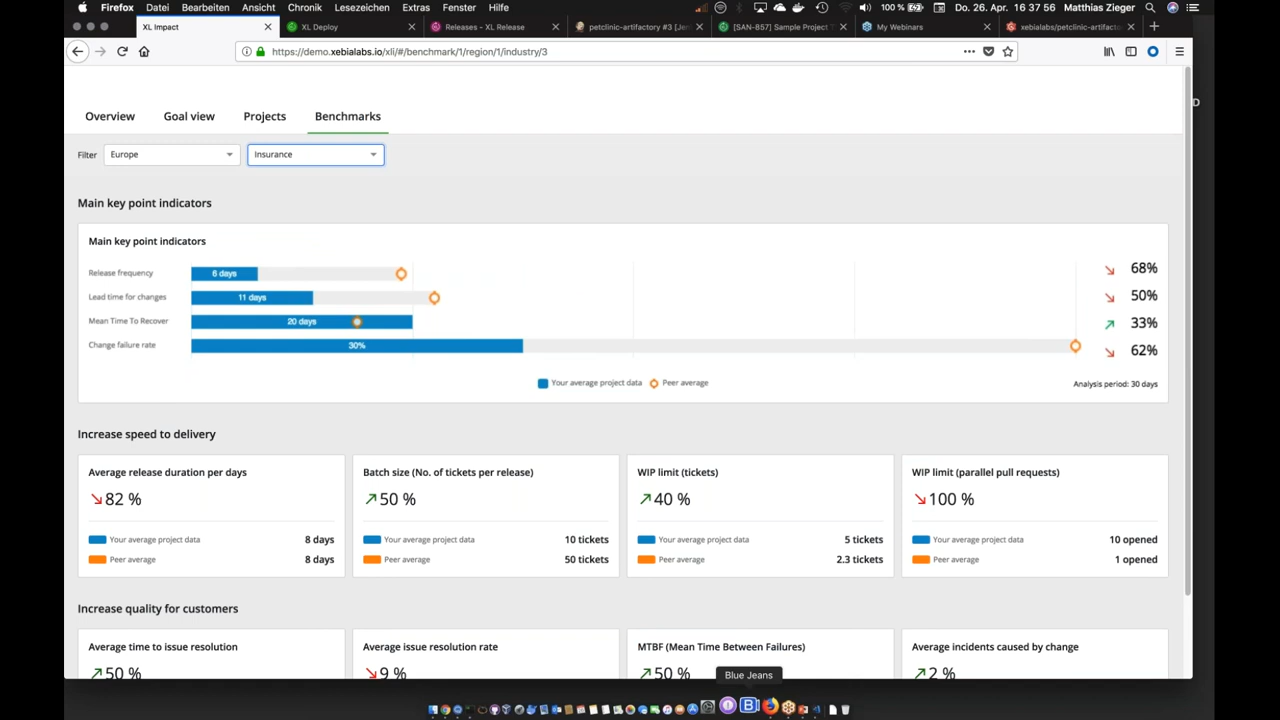 Firefox Datei Bearbeiten Ansicht Chronik Lesezeichen Extras Fenster Hilfe 100 % Do. 26. Apr. 16 37 56 Matthias Zieger
XL Impact XL Deploy Releases - XL Release petclinic-artifactory #3 [Jen [SAN-857] Sample Project T My Webinars xebialabs/petclinic-artifacto
https://demo.xebialabs.io/xli/#/benchmark/1/region/1/industry/3
D
Overview Goal view Projects Benchmarks
Filter Europe Insurance
Main key point indicators
Main key point indicators
Release frequency 6 days 68%
Lead time for changes 11 days 50%
Mean Time To Recover 20 days 33%
Change failure rate 30% 62%
Your average project data Peer average Analysis period: 30 days
Increase speed to delivery
Average release duration per days Batch size (No. of tickets per release) WIP limit (tickets) WIP limit (parallel pull requests)
82 % 50 % 40 % 100 %
Your average project data 8 days Your average project data 10 tickets Your average project data 5 tickets Your average project data 10 opened
Peer average 8 days Peer average 50 tickets Peer average 2.3 tickets Peer average 1 opened
Increase quality for customers
Average time to issue resolution Average issue resolution rate MTBF (Mean Time Between Failures) Average incidents caused by change
50 % 9 % 50 % 2 %
Blue Jeans